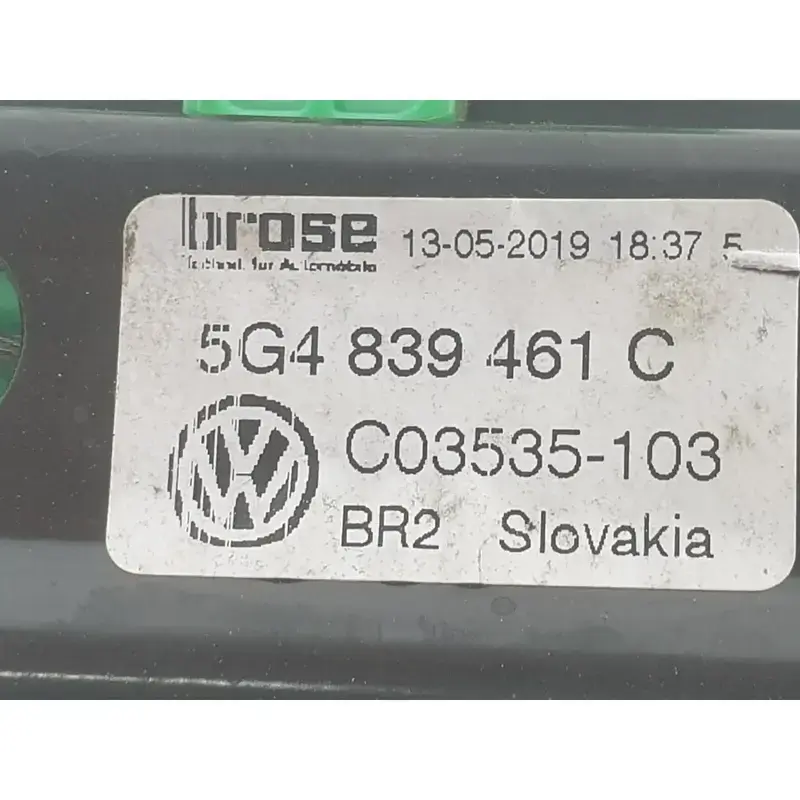 brose 13-05-2019 18:37 5
5G4 839 461 C
C03535-103
BR2 Slovakia